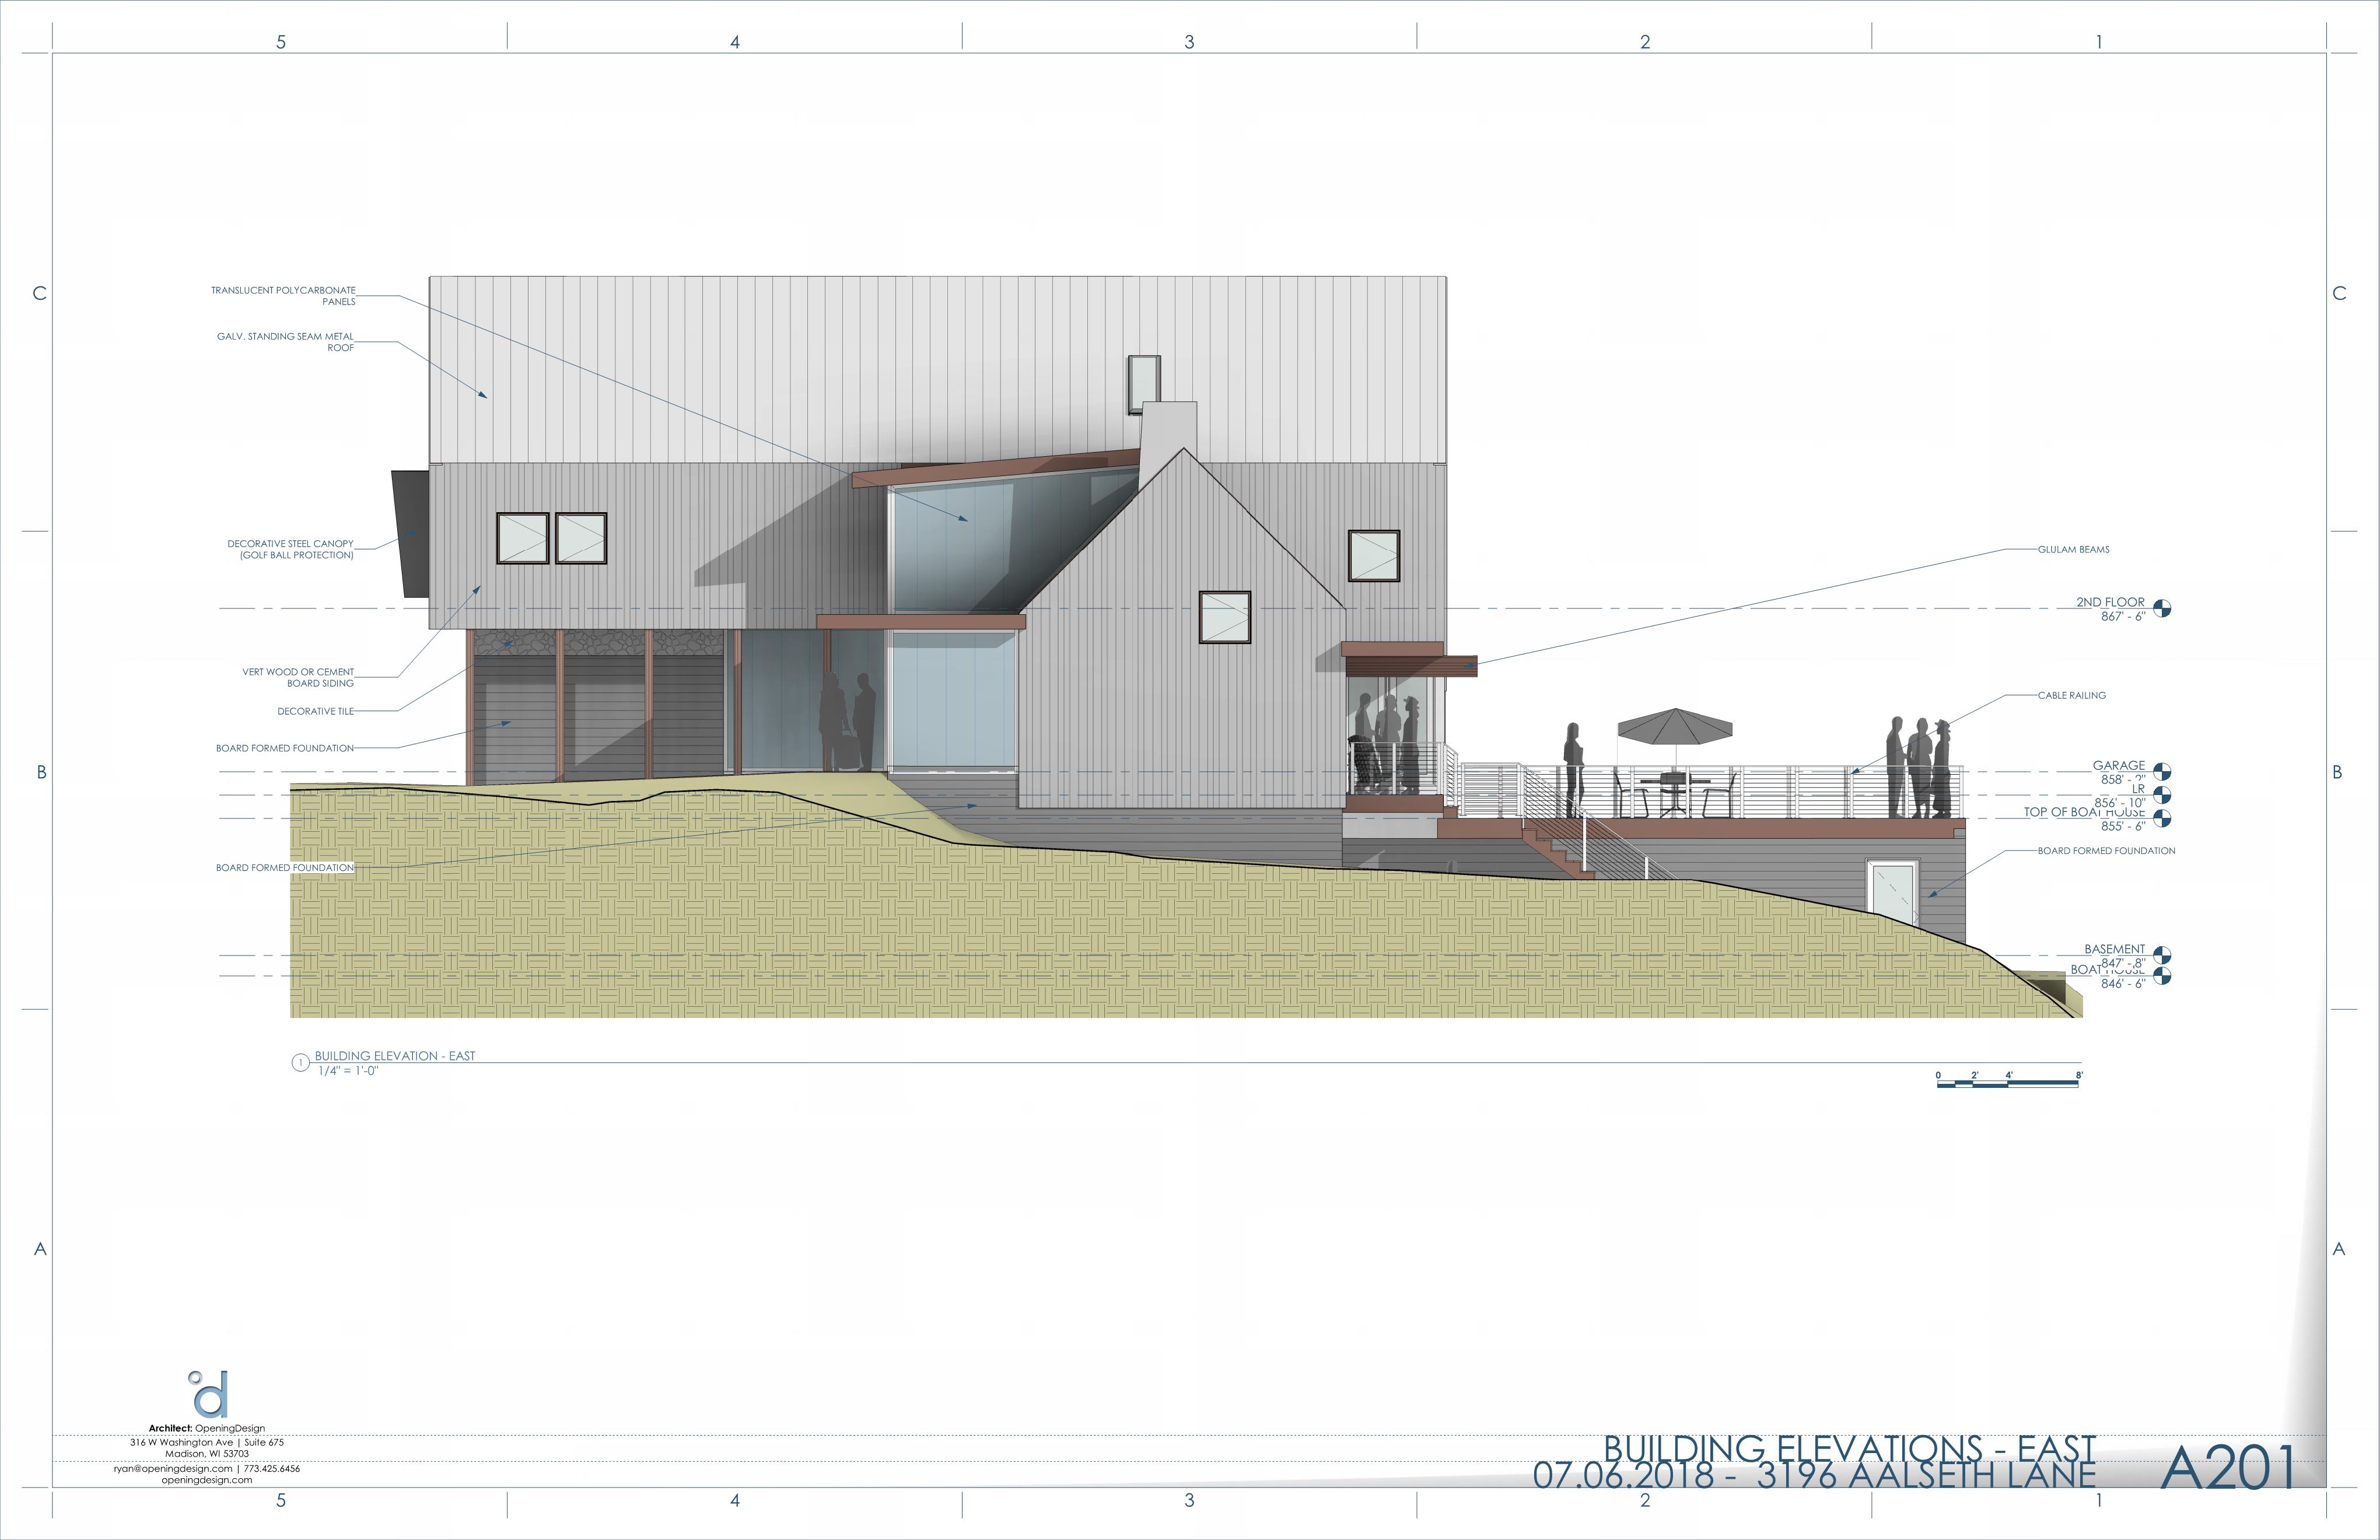 5 4 3 2 1
C
C
TRANSLUCENT POLYCARBONATE
PANELS
GALV. STANDING SEAM METAL
ROOF
DECORATIVE STEEL CANOPY
(GOLF BALL PROTECTION)
GLULAM BEAMS
2ND FLOOR
867' - 6"
VERT WOOD OR CEMENT
BOARD SIDING
CABLE RAILING
DECORATIVE TILE
BOARD FORMED FOUNDATION
B
B
GARAGE
858' - 2"
LR
856' - 10"
TOP OF BOAT HOUSE
855' - 6"
BOARD FORMED FOUNDATION
BOARD FORMED FOUNDATION
BASEMENT
847' - 8"
BOAT HOUSE
846' - 6"
1
BUILDING ELEVATION - EAST
1/4" = 1'-0"
0 2' 4' 8'
A
A
d
Architect: OpeningDesign
316 W Washington Ave | Suite 675
Madison, WI 53703
ryan@openingdesign.com | 773.425.6456
openingdesign.com
BUILDING ELEVATIONS - EAST
07.06.2018 - 3196 AALSETH LANE
A201
5 4 3 2 1